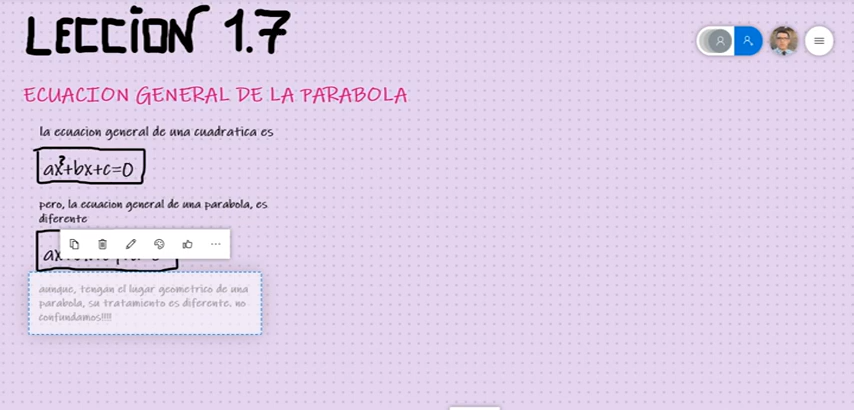 LECCION 1.7
ECUACION GENERAL DE LA PARABOLA
la ecuacion general de una cuadratica es
ax²+bx+c=0
pero, la ecuacion general de una parabola, es
diferente
aunque, tengan el lugar geometrico de una
parabola, su tratamiento es diferente. no
confundamos!!!!